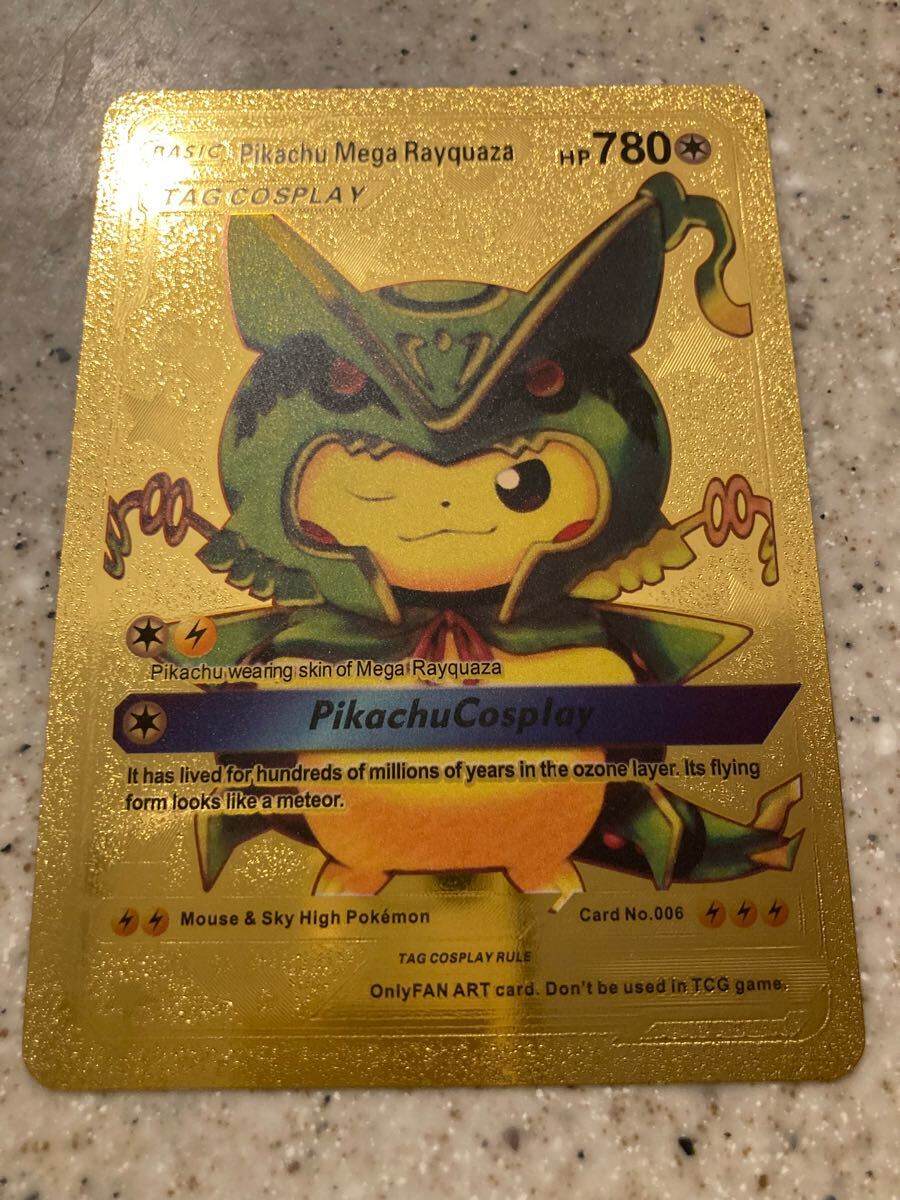 BASIC Pikachu Mega Rayquaza HP 780
TAG COSPLAY
Pikachu wearing skin of Mega Rayquaza
PikachuCosplay
It has lived for hundreds of millions of years in the ozone layer. Its flying
form looks like a meteor.
Mouse & Sky High Pokémon Card No.006
TAG COSPLAY RULE
OnlyFAN ART card. Don't be used in TCG game.